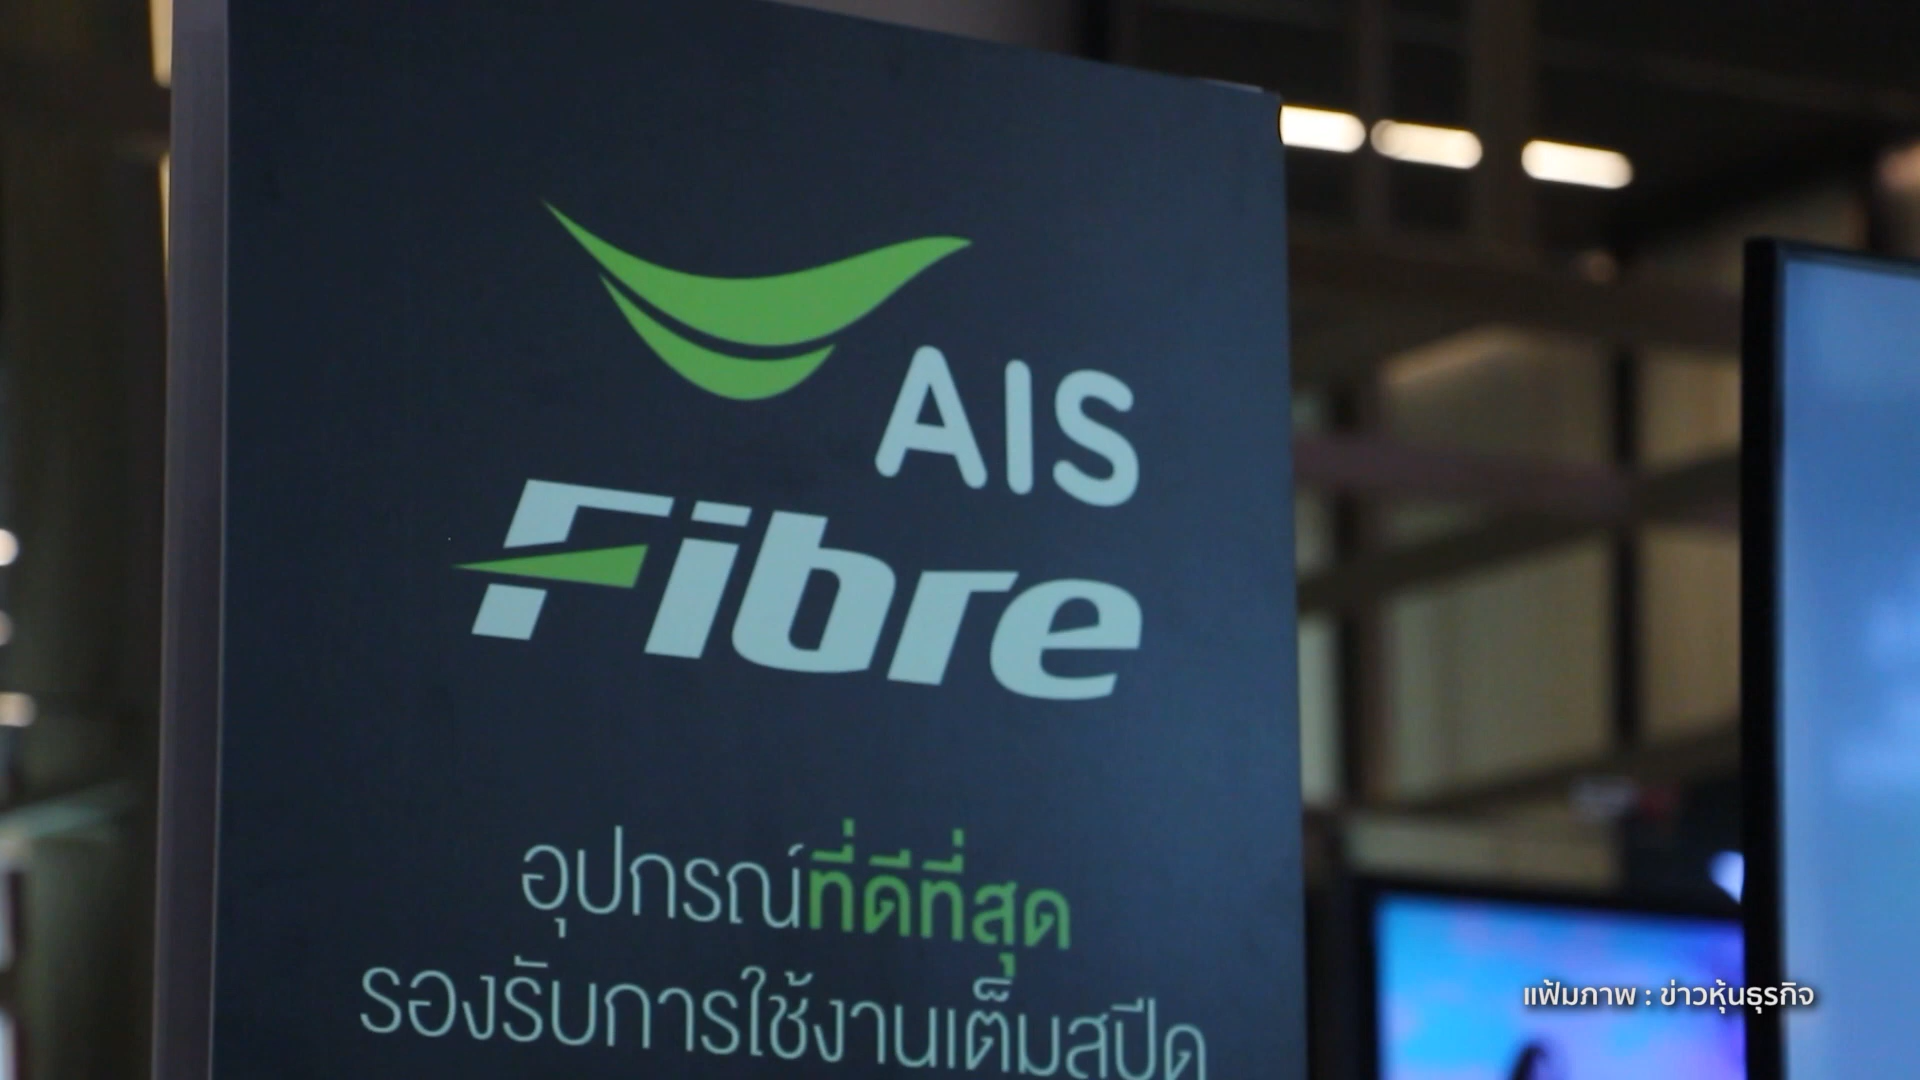 AIS
Fibre
อุปกรณ์ที่ดีที่สุด
รองรับการใช้งานเต็มสปีด
แฟ้มภาพ : ข่าวหุ้นธุรกิจ